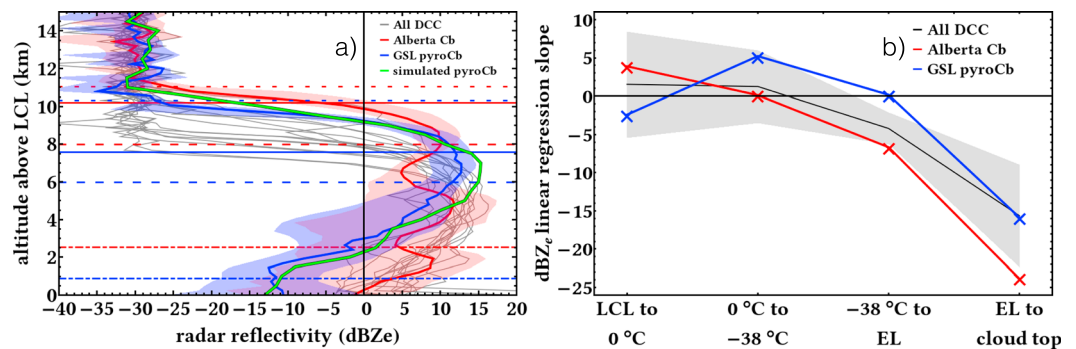 a)
All DCC
Alberta Cb
GSL pyroCb
simulated pyroCb
altitude above LCL (km)
14
12
10
8
6
4
2
0
-40 -35 -30 -25 -20 -15 -10 -5 0 5 10 15 20
radar reflectivity (dBZe)
b)
All DCC
Alberta Cb
GSL pyroCb
dBZe linear regression slope
10
5
0
-5
-10
-15
-20
-25
LCL to 0 °C to -38 °C to EL to
0 °C -38 °C EL cloud top